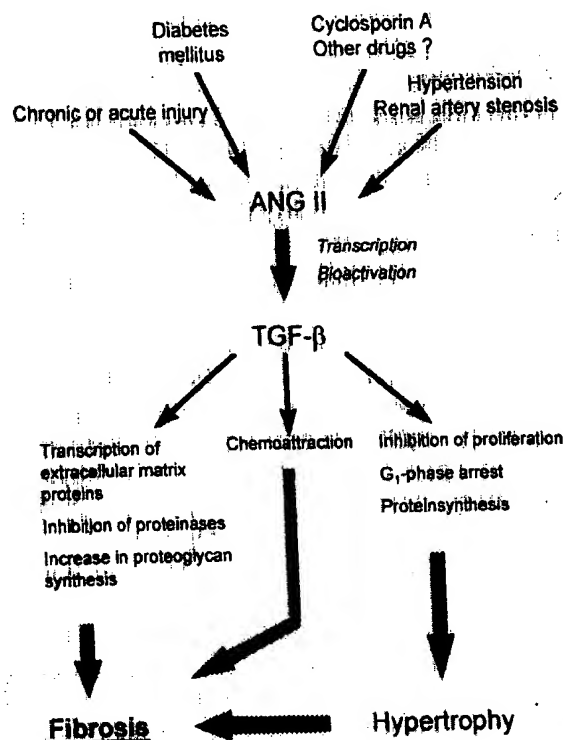 Diabetes
mellitus
Cyclosporin A
Other drugs ?
Chronic or acute injury
Hypertension
Renal artery stenosis
ANG II
Transcription
Bioactivation
TGF-β
Transcription of
extracellular matrix
proteins
Inhibition of proteinases
Increase in proteoglycan
synthesis
Chemoattraction
Inhibition of proliferation
G₁-phase arrest
Proteinsynthesis
Fibrosis
Hypertrophy